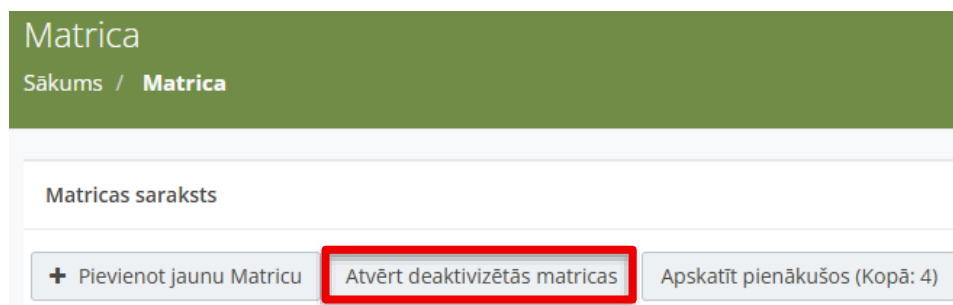 Matrica
Sākums / Matrica
Matricas saraksts
+ Pievienot jaunu Matricu Atvērt deaktivizētās matricas Apskatīt pienākušos (Kopā: 4)